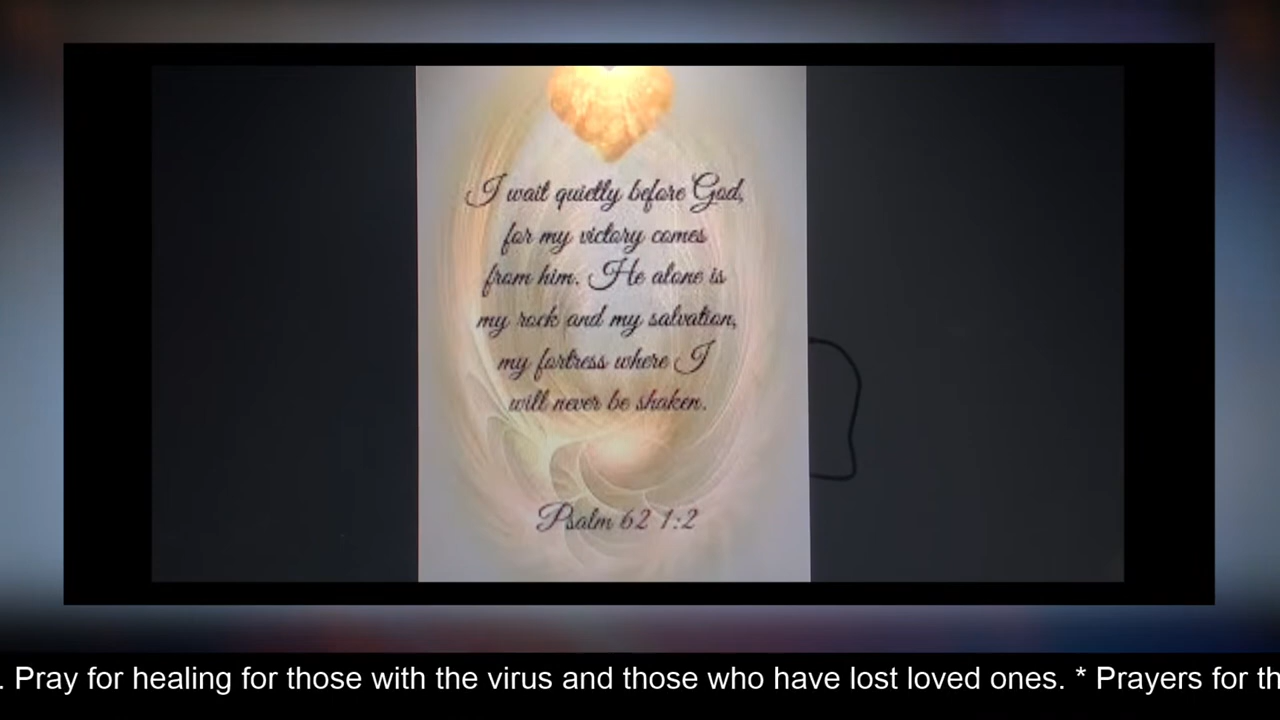 I wait quietly before God,
for my victory comes
from him. He alone is
my rock and my salvation,
my fortress where I
will never be shaken.
Psalm 62 1:2
. Pray for healing for those with the virus and those who have lost loved ones. * Prayers for th